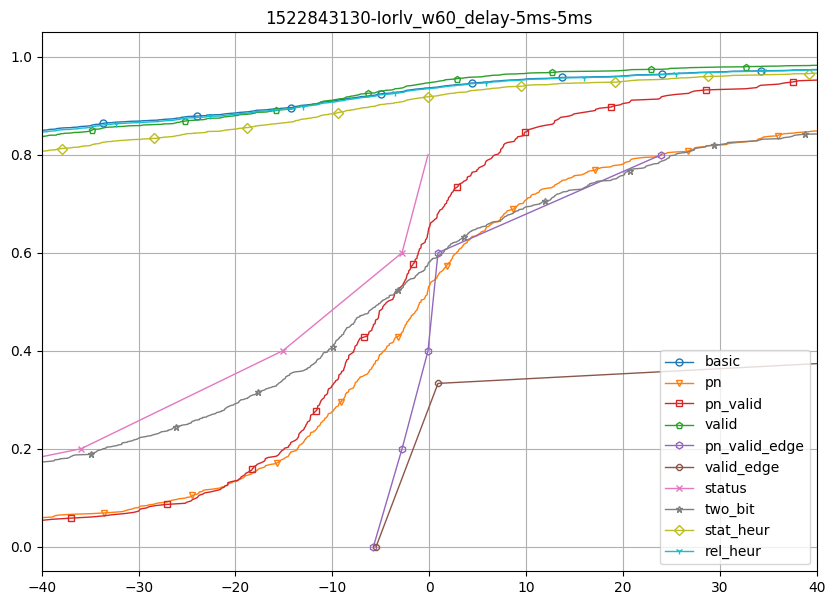 1522843130-Iorlv_w60_delay-5ms-5ms
1.0
0.8
0.6
0.4
0.2
0.0
basic
pn
pn_valid
valid
pn_valid_edge
valid_edge
status
two_bit
stat_heur
rel_heur
−40 −30 −20 −10 0 10 20 30 40